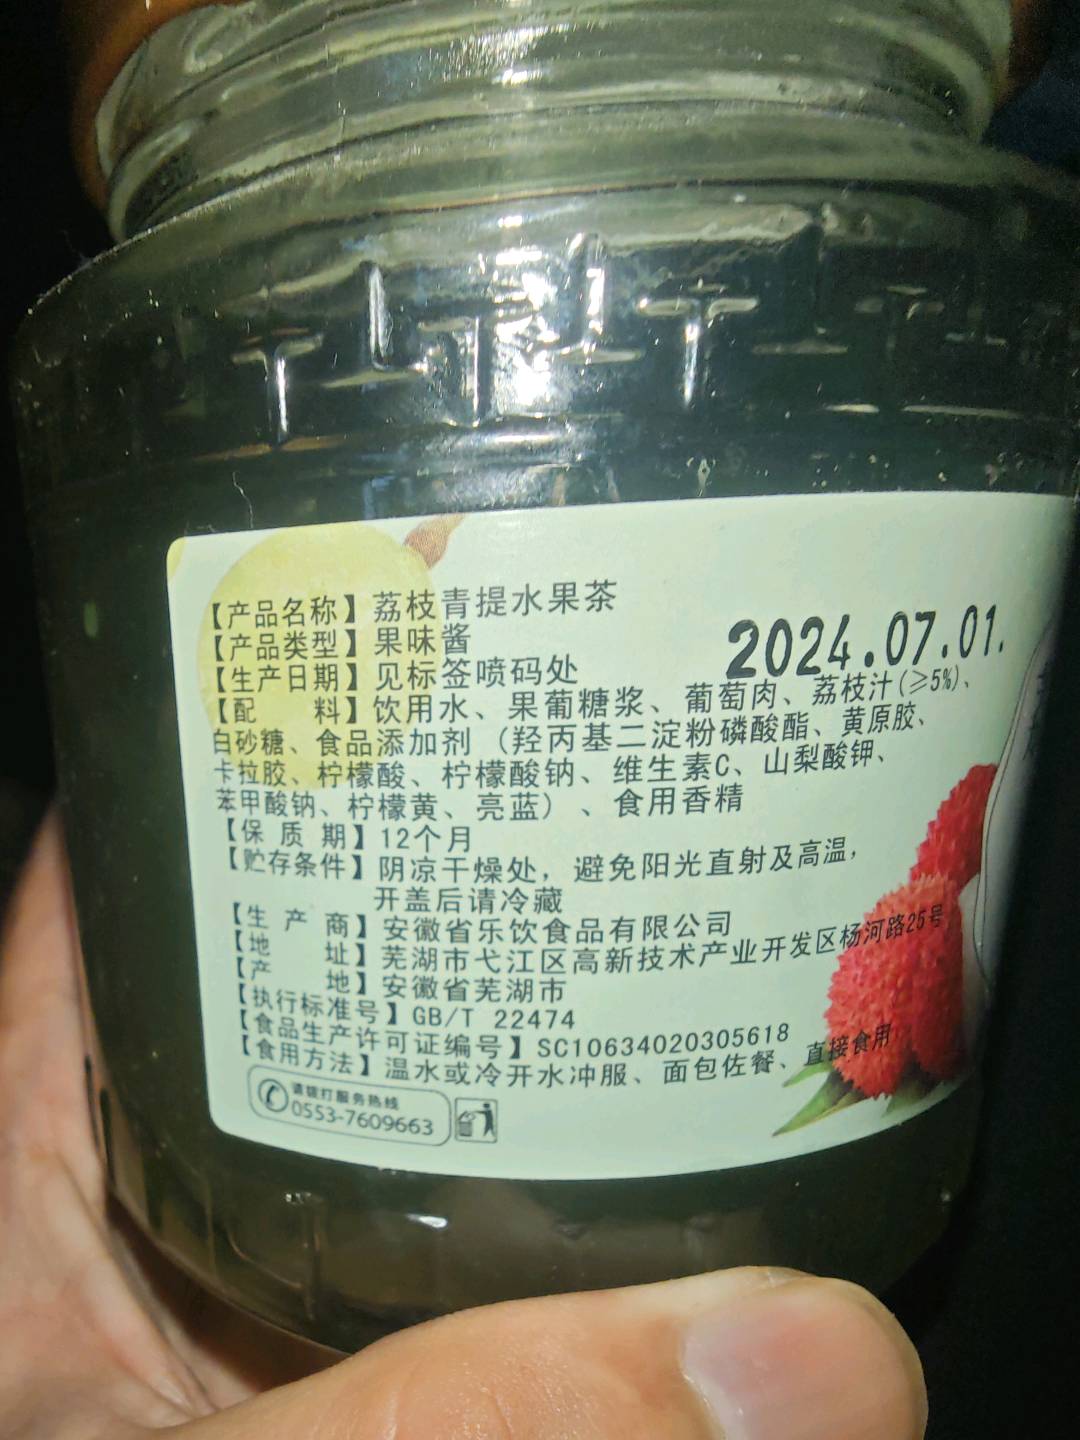 【产品名称】荔枝青提水果茶
【产品类型】果味酱
2024.07.01.
【生产日期】见标签喷码处
【配 料】饮用水、果葡糖浆、葡萄肉、荔枝汁(≥5%)、
白砂糖、食品添加剂（羟丙基二淀粉磷酸酯、黄原胶、
卡拉胶、柠檬酸、柠檬酸钠、维生素C、山梨酸钾、
苯甲酸钠、柠檬黄、亮蓝）、食用香精
【保 质 期】12个月
【贮存条件】阴凉干燥处，避免阳光直射及高温，
开盖后请冷藏
【生 产 商】安徽省乐饮食品有限公司
【地 址】芜湖市弋江区高新技术产业开发区杨河路25号
【产 地】安徽省芜湖市
【执行标准号】GB/T 22474
【食品生产许可证编号】SC10634020305618
【食用方法】温水或冷开水冲服、面包佐餐、直接食用
请拨打服务热线
0553-7609663